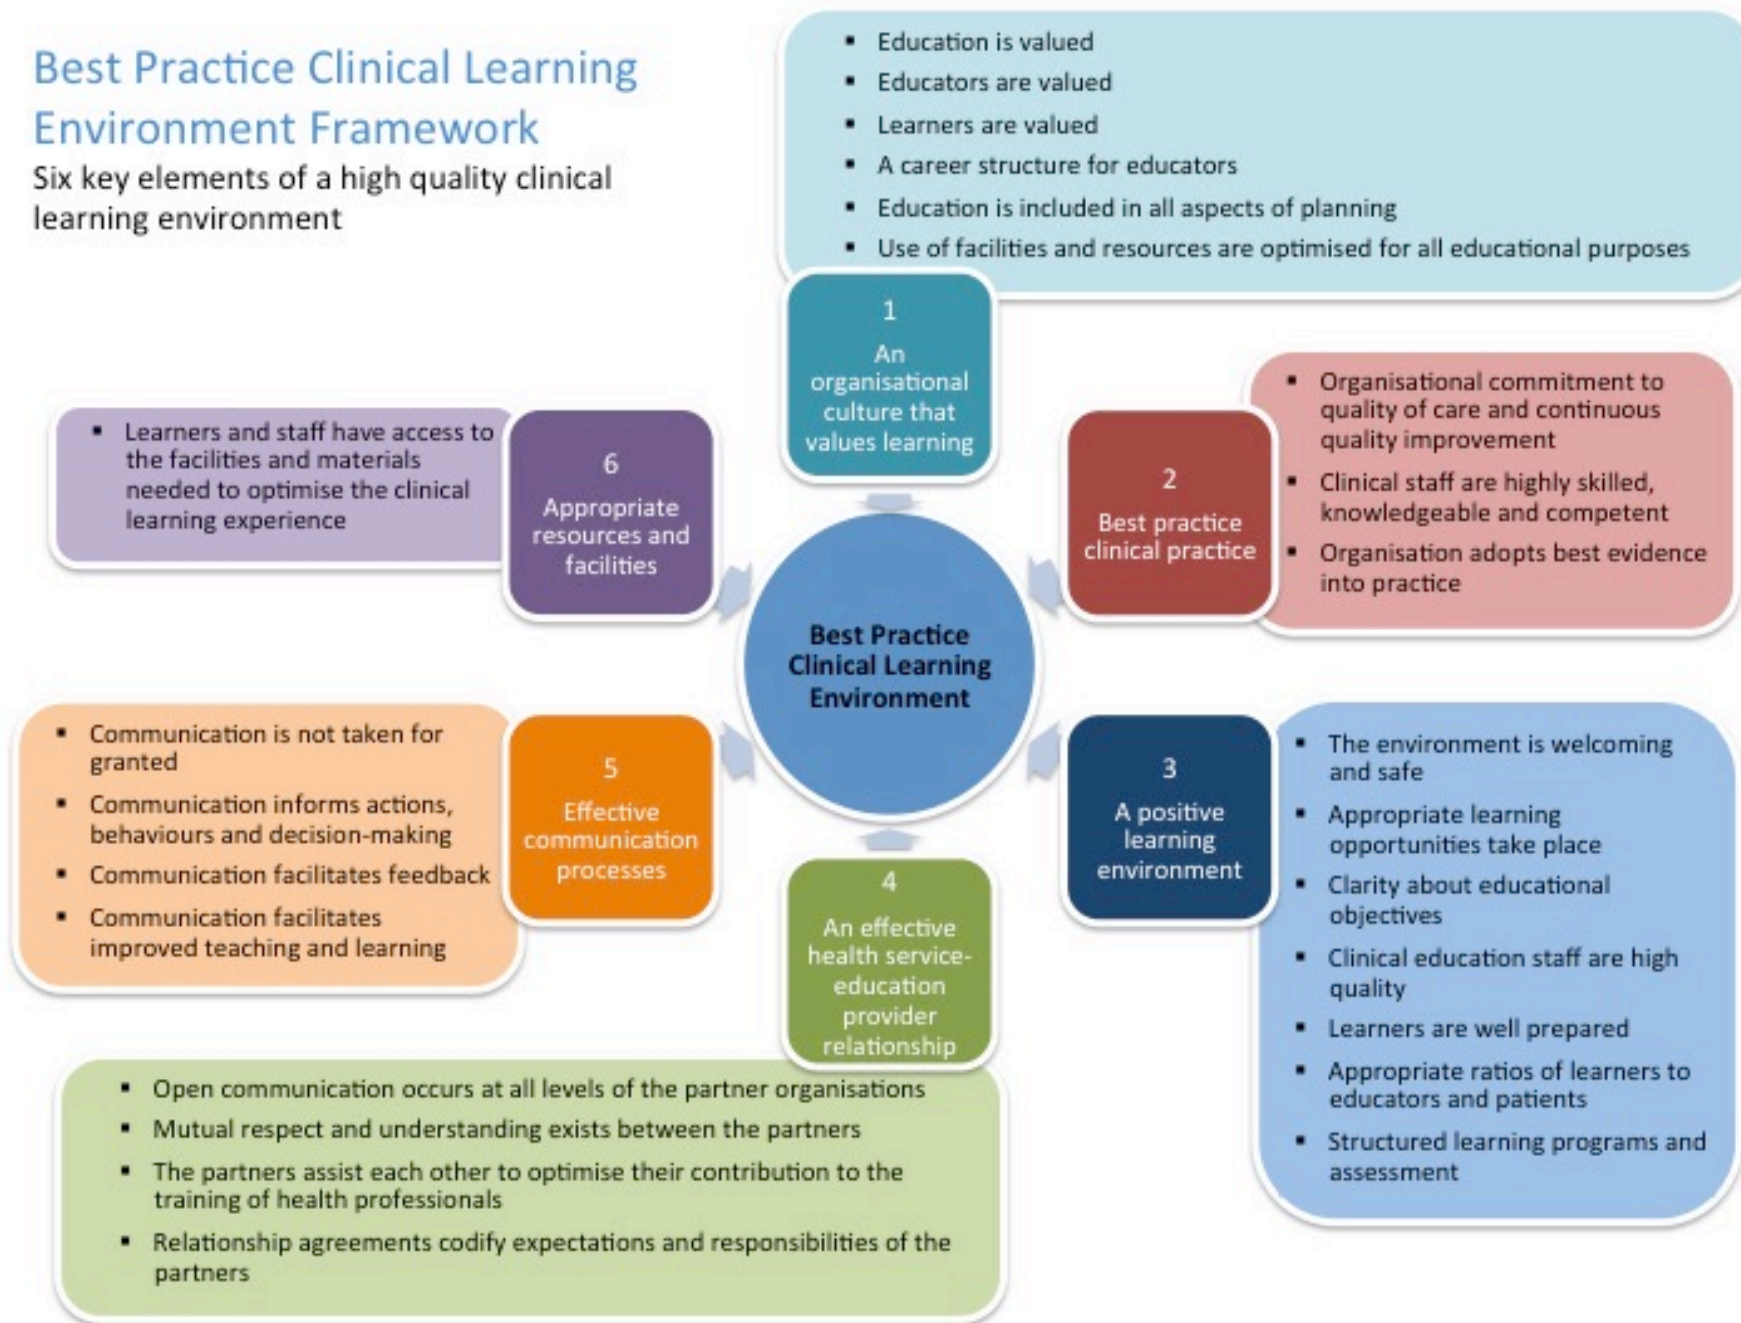 Best Practice Clinical Learning
Environment Framework
Six key elements of a high quality clinical
learning environment
▪ Education is valued
▪ Educators are valued
▪ Learners are valued
▪ A career structure for educators
▪ Education is included in all aspects of planning
▪ Use of facilities and resources are optimised for all educational purposes
1
An
organisational
culture that
values learning
▪ Organisational commitment to
quality of care and continuous
quality improvement
▪ Clinical staff are highly skilled,
knowledgeable and competent
▪ Organisation adopts best evidence
into practice
2
Best practice
clinical practice
▪ The environment is welcoming
and safe
▪ Appropriate learning
opportunities take place
▪ Clarity about educational
objectives
▪ Clinical education staff are high
quality
▪ Learners are well prepared
▪ Appropriate ratios of learners to
educators and patients
▪ Structured learning programs and
assessment
3
A positive
learning
environment
4
An effective
health service-
education
provider
relationship
▪ Open communication occurs at all levels of the partner organisations
▪ Mutual respect and understanding exists between the partners
▪ The partners assist each other to optimise their contribution to the
training of health professionals
▪ Relationship agreements codify expectations and responsibilities of the
partners
▪ Communication is not taken for
granted
▪ Communication informs actions,
behaviours and decision-making
▪ Communication facilitates feedback
▪ Communication facilitates
improved teaching and learning
5
Effective
communication
processes
▪ Learners and staff have access to
the facilities and materials
needed to optimise the clinical
learning experience
6
Appropriate
resources and
facilities
Best Practice
Clinical Learning
Environment